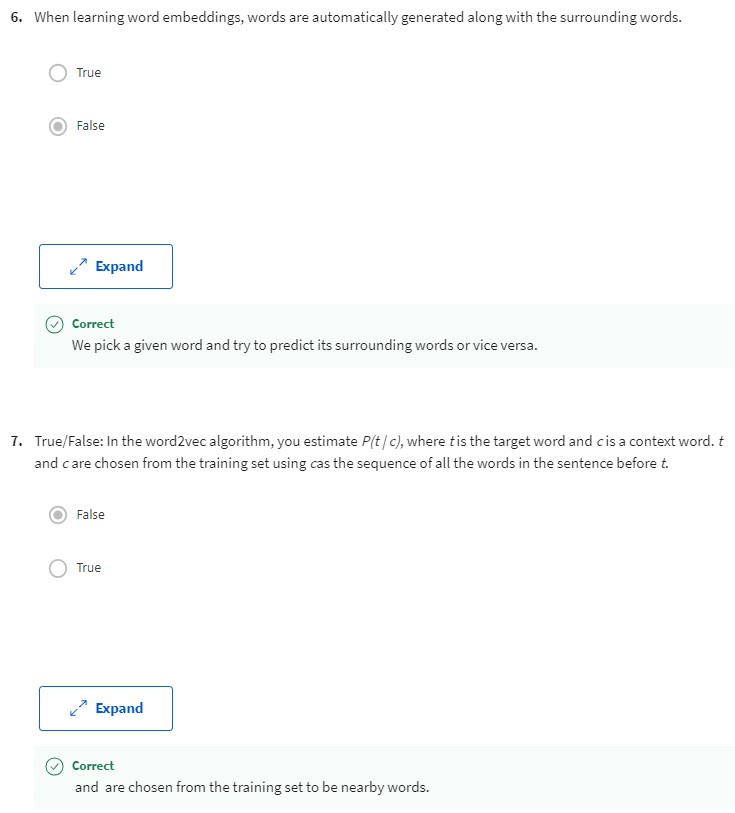 6. When learning word embeddings, words are automatically generated along with the surrounding words.
True
False
Expand
Correct
We pick a given word and try to predict its surrounding words or vice versa.
7. True/False: In the word2vec algorithm, you estimate P(t / c), where t is the target word and c is a context word. t
and c are chosen from the training set using c as the sequence of all the words in the sentence before t.
False
True
Expand
Correct
and are chosen from the training set to be nearby words.